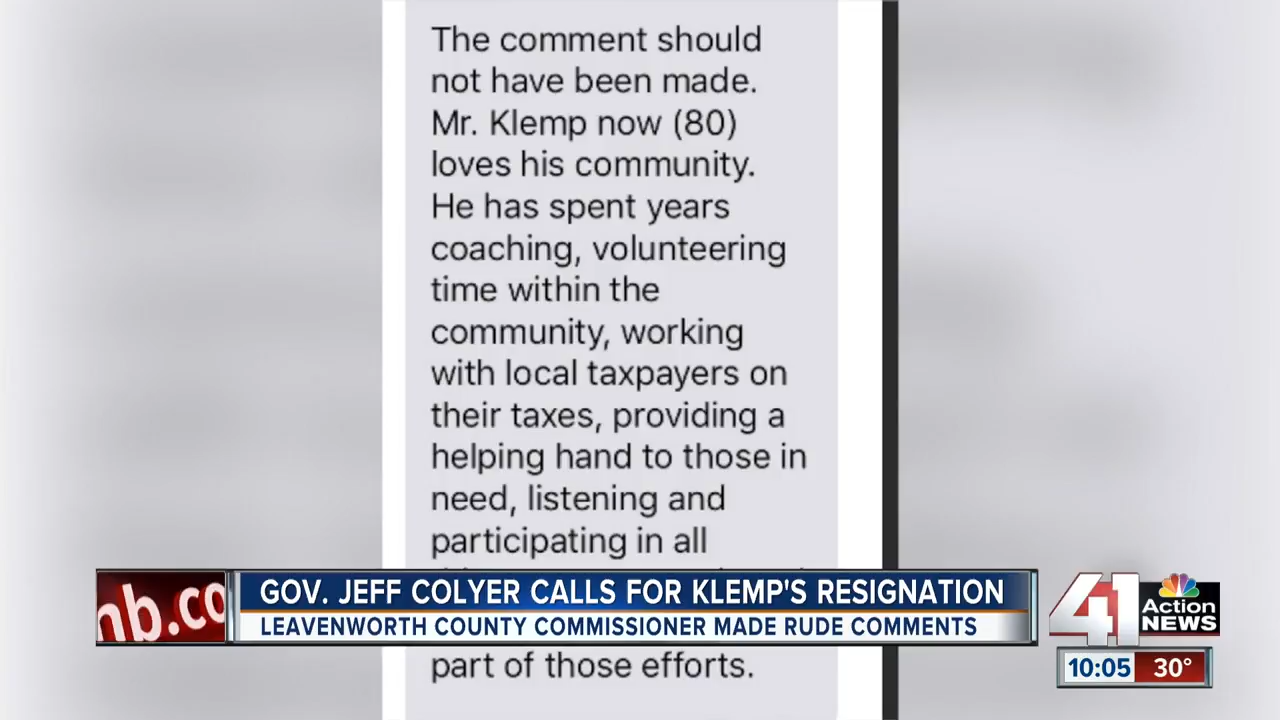 The comment should
not have been made.
Mr. Klemp now (80)
loves his community.
He has spent years
coaching, volunteering
time within the
community, working
with local taxpayers on
their taxes, providing a
helping hand to those in
need, listening and
participating in all
nb.co
GOV. JEFF COLYER CALLS FOR KLEMP'S RESIGNATION
LEAVENWORTH COUNTY COMMISSIONER MADE RUDE COMMENTS
41 Action
NEWS
10:05 30°
part of those efforts.